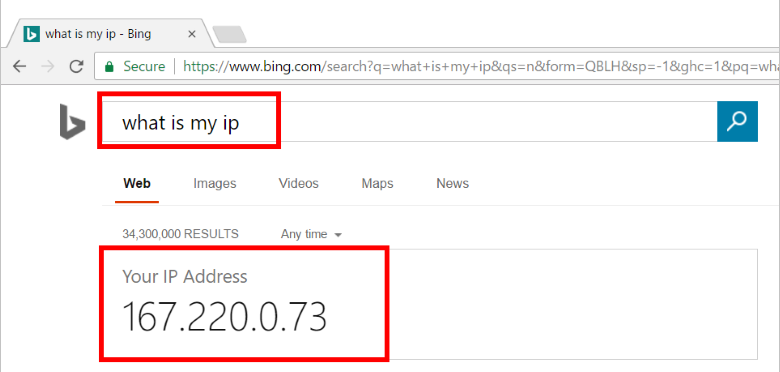 what is my ip - Bing
Secure
https://www.bing.com/search?q=what+is+my+ip&qs=n&form=QBLH&sp=-1&ghc=1&pq=wha
what is my ip
Web Images Videos Maps News
34,300,000 RESULTS Any time
Your IP Address
167.220.0.73